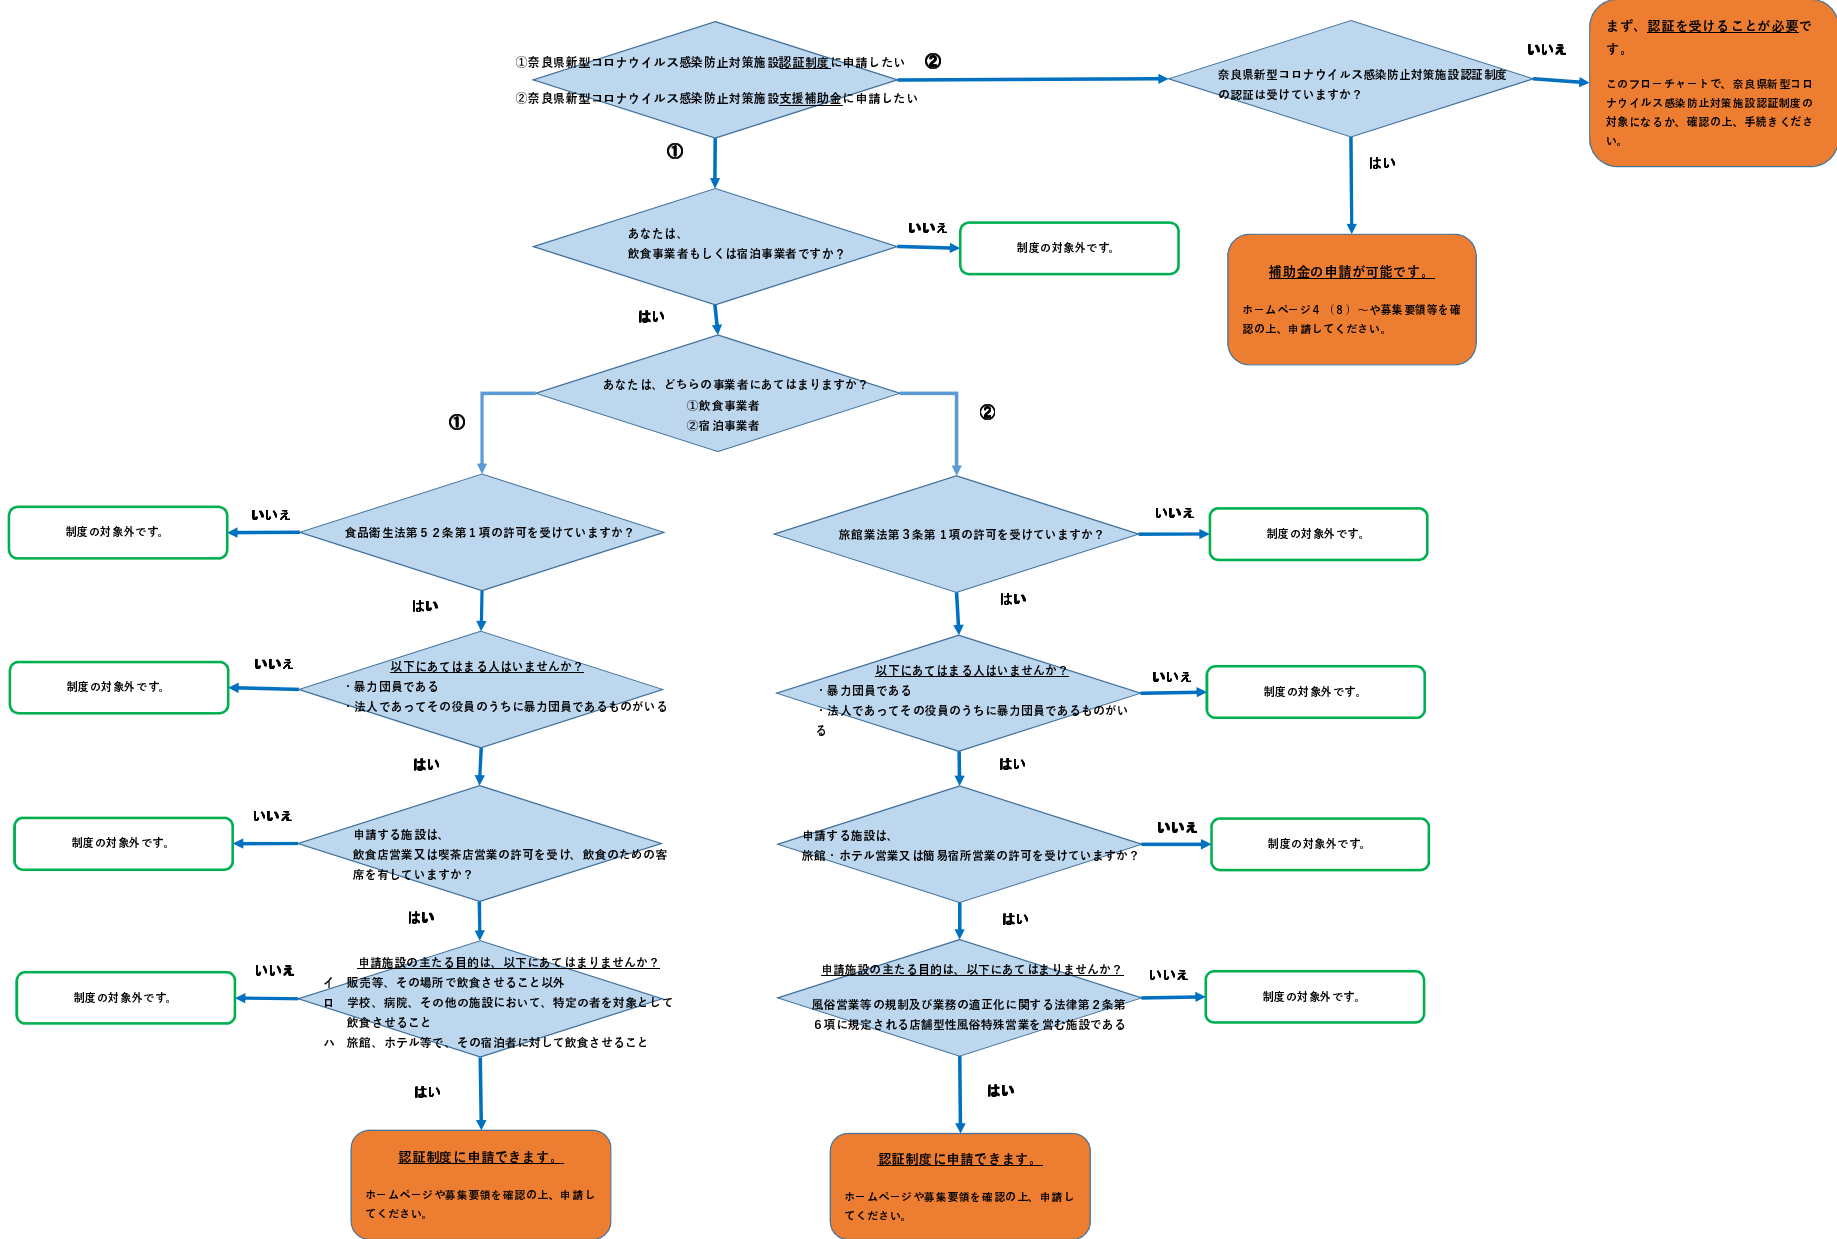 ①奈良県新型コロナウイルス感染防止対策施設認証制度に申請したい
②奈良県新型コロナウイルス感染防止対策施設支援補助金に申請したい
②
奈良県新型コロナウイルス感染防止対策施設認証制度
の認証は受けていますか？
いいえ
まず、認証を受けることが必要で
す。
このフローチャートで、奈良県新型コロ
ナウイルス感染防止対策施設認証制度の
対象になるか、確認の上、手続きくださ
い。
①
はい
あなたは、
飲食事業者もしくは宿泊事業者ですか？
いいえ
制度の対象外です。
補助金の申請が可能です。
ホームページ４（８）～や募集要領等を確
認の上、申請してください。
はい
あなたは、どちらの事業者にあてはまりますか？
①飲食事業者
②宿泊事業者
①
②
制度の対象外です。
いいえ
食品衛生法第５２条第１項の許可を受けていますか？
旅館業法第３条第１項の許可を受けていますか？
いいえ
制度の対象外です。
はい
はい
制度の対象外です。
いいえ
以下にあてはまる人はいませんか？
・暴力団員である
・法人であってその役員のうちに暴力団員であるものがいる
以下にあてはまる人はいませんか？
・暴力団員である
・法人であってその役員のうちに暴力団員であるものがい
る
いいえ
制度の対象外です。
はい
はい
制度の対象外です。
いいえ
申請する施設は、
飲食店営業又は喫茶店営業の許可を受け、飲食のための客
席を有していますか？
申請する施設は、
旅館・ホテル営業又は簡易宿所営業の許可を受けていますか？
いいえ
制度の対象外です。
はい
はい
制度の対象外です。
いいえ
申請施設の主たる目的は、以下にあてはまりませんか？
イ　販売等、その場所で飲食させること以外
ロ　学校、病院、その他の施設において、特定の者を対象として
飲食させること
ハ　旅館、ホテル等で、その宿泊者に対して飲食させること
申請施設の主たる目的は、以下にあてはまりませんか？
風俗営業等の規制及び業務の適正化に関する法律第２条第
６項に規定される店舗型性風俗特殊営業を営む施設である
いいえ
制度の対象外です。
はい
はい
認証制度に申請できます。
ホームページや募集要領を確認の上、申請し
てください。
認証制度に申請できます。
ホームページや募集要領を確認の上、申請し
てください。